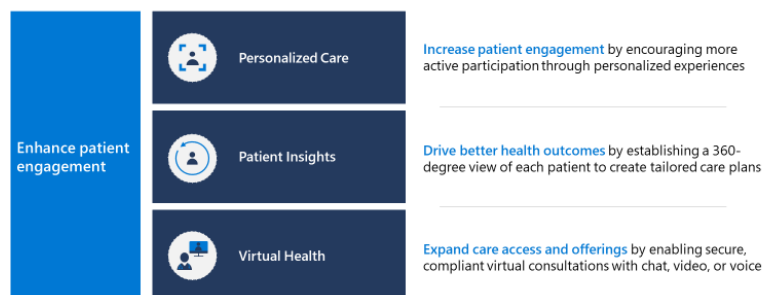 Enhance patient
engagement
Personalized Care
Increase patient engagement by encouraging more
active participation through personalized experiences
Patient Insights
Drive better health outcomes by establishing a 360-
degree view of each patient to create tailored care plans
Virtual Health
Expand care access and offerings by enabling secure,
compliant virtual consultations with chat, video, or voice